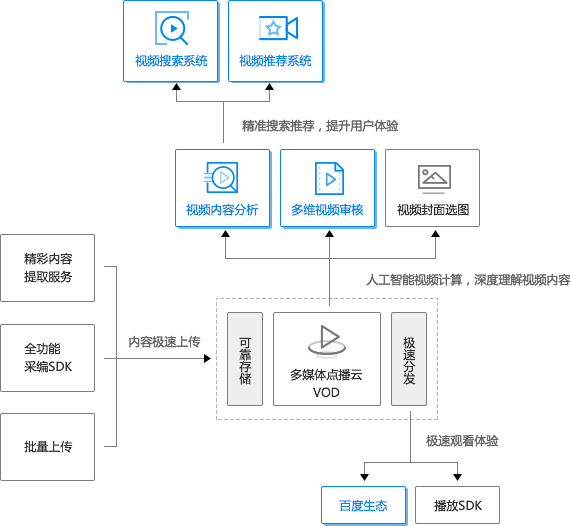 视频搜索系统
视频推荐系统
精准搜索推荐，提升用户体验
视频内容分析
多维视频审核
视频封面选图
人工智能视频计算，深度理解视频内容
精彩内容
提取服务
全功能
采编SDK
批量上传
内容极速上传
可靠存储
多媒体点播云
VOD
极速分发
极速观看体验
百度生态
播放SDK